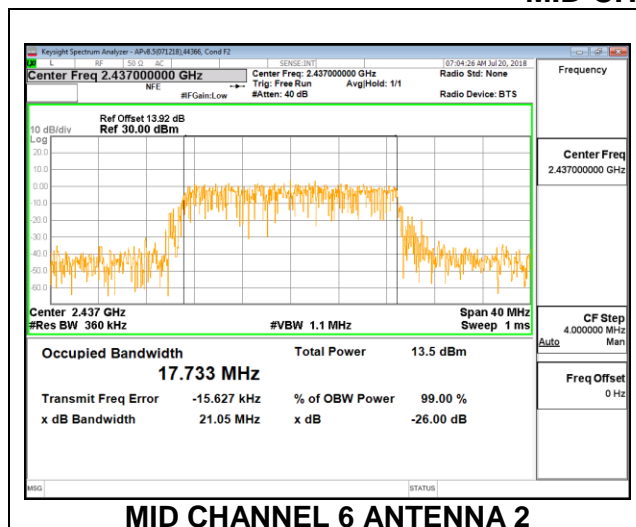 Keysight Spectrum Analyzer - APv8.5(071218),44366, Cond F2
L RF 50 Ω AC SENSE:INT 07:04:26 AM Jul 20, 2018
Center Freq 2.437000000 GHz
NFE
#IFGain:Low
Center Freq: 2.437000000 GHz
Trig: Free Run Avg|Hold: 1/1
#Atten: 40 dB
Radio Std: None
Radio Device: BTS
Frequency
Ref Offset 13.92 dB
10 dB/div Ref 30.00 dBm
Log
20.0
10.0
0.00
-10.0
-20.0
-30.0
-40.0
-50.0
-60.0
Center Freq
2.437000000 GHz
Center 2.437 GHz Span 40 MHz
#Res BW 360 kHz #VBW 1.1 MHz Sweep 1 ms
CF Step
4.000000 MHz
Auto Man
Freq Offset
0 Hz
Occupied Bandwidth Total Power 13.5 dBm
17.733 MHz
Transmit Freq Error -15.627 kHz % of OBW Power 99.00 %
x dB Bandwidth 21.05 MHz x dB -26.00 dB
MSG STATUS
MID CHANNEL 6 ANTENNA 2